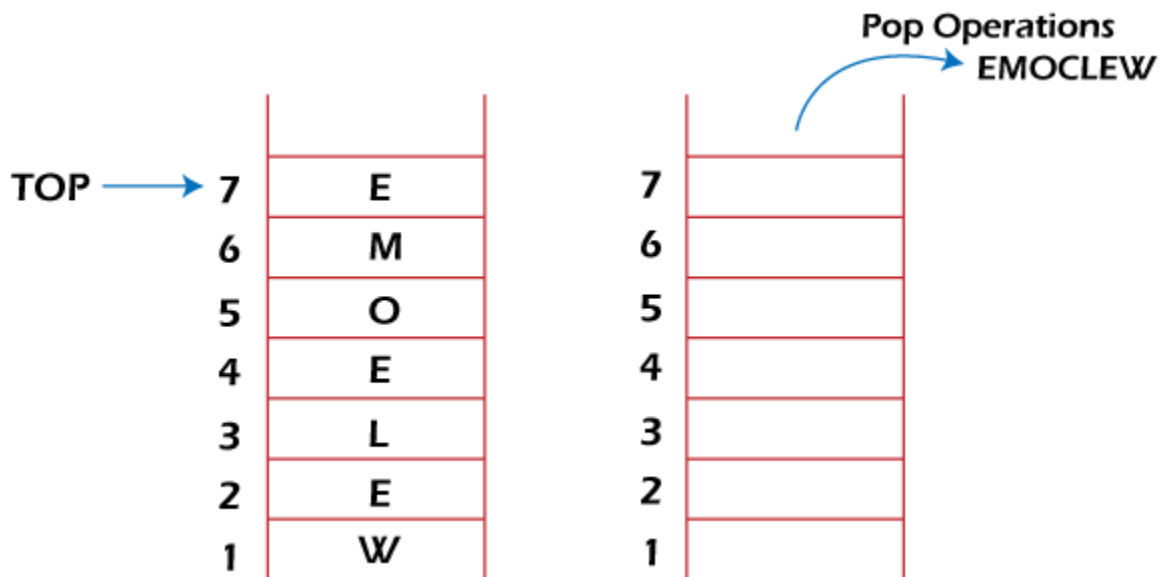 Pop Operations
EMOCLEW
TOP 7 E 7
6 M 6
5 O 5
4 E 4
3 L 3
2 E 2
1 W 1